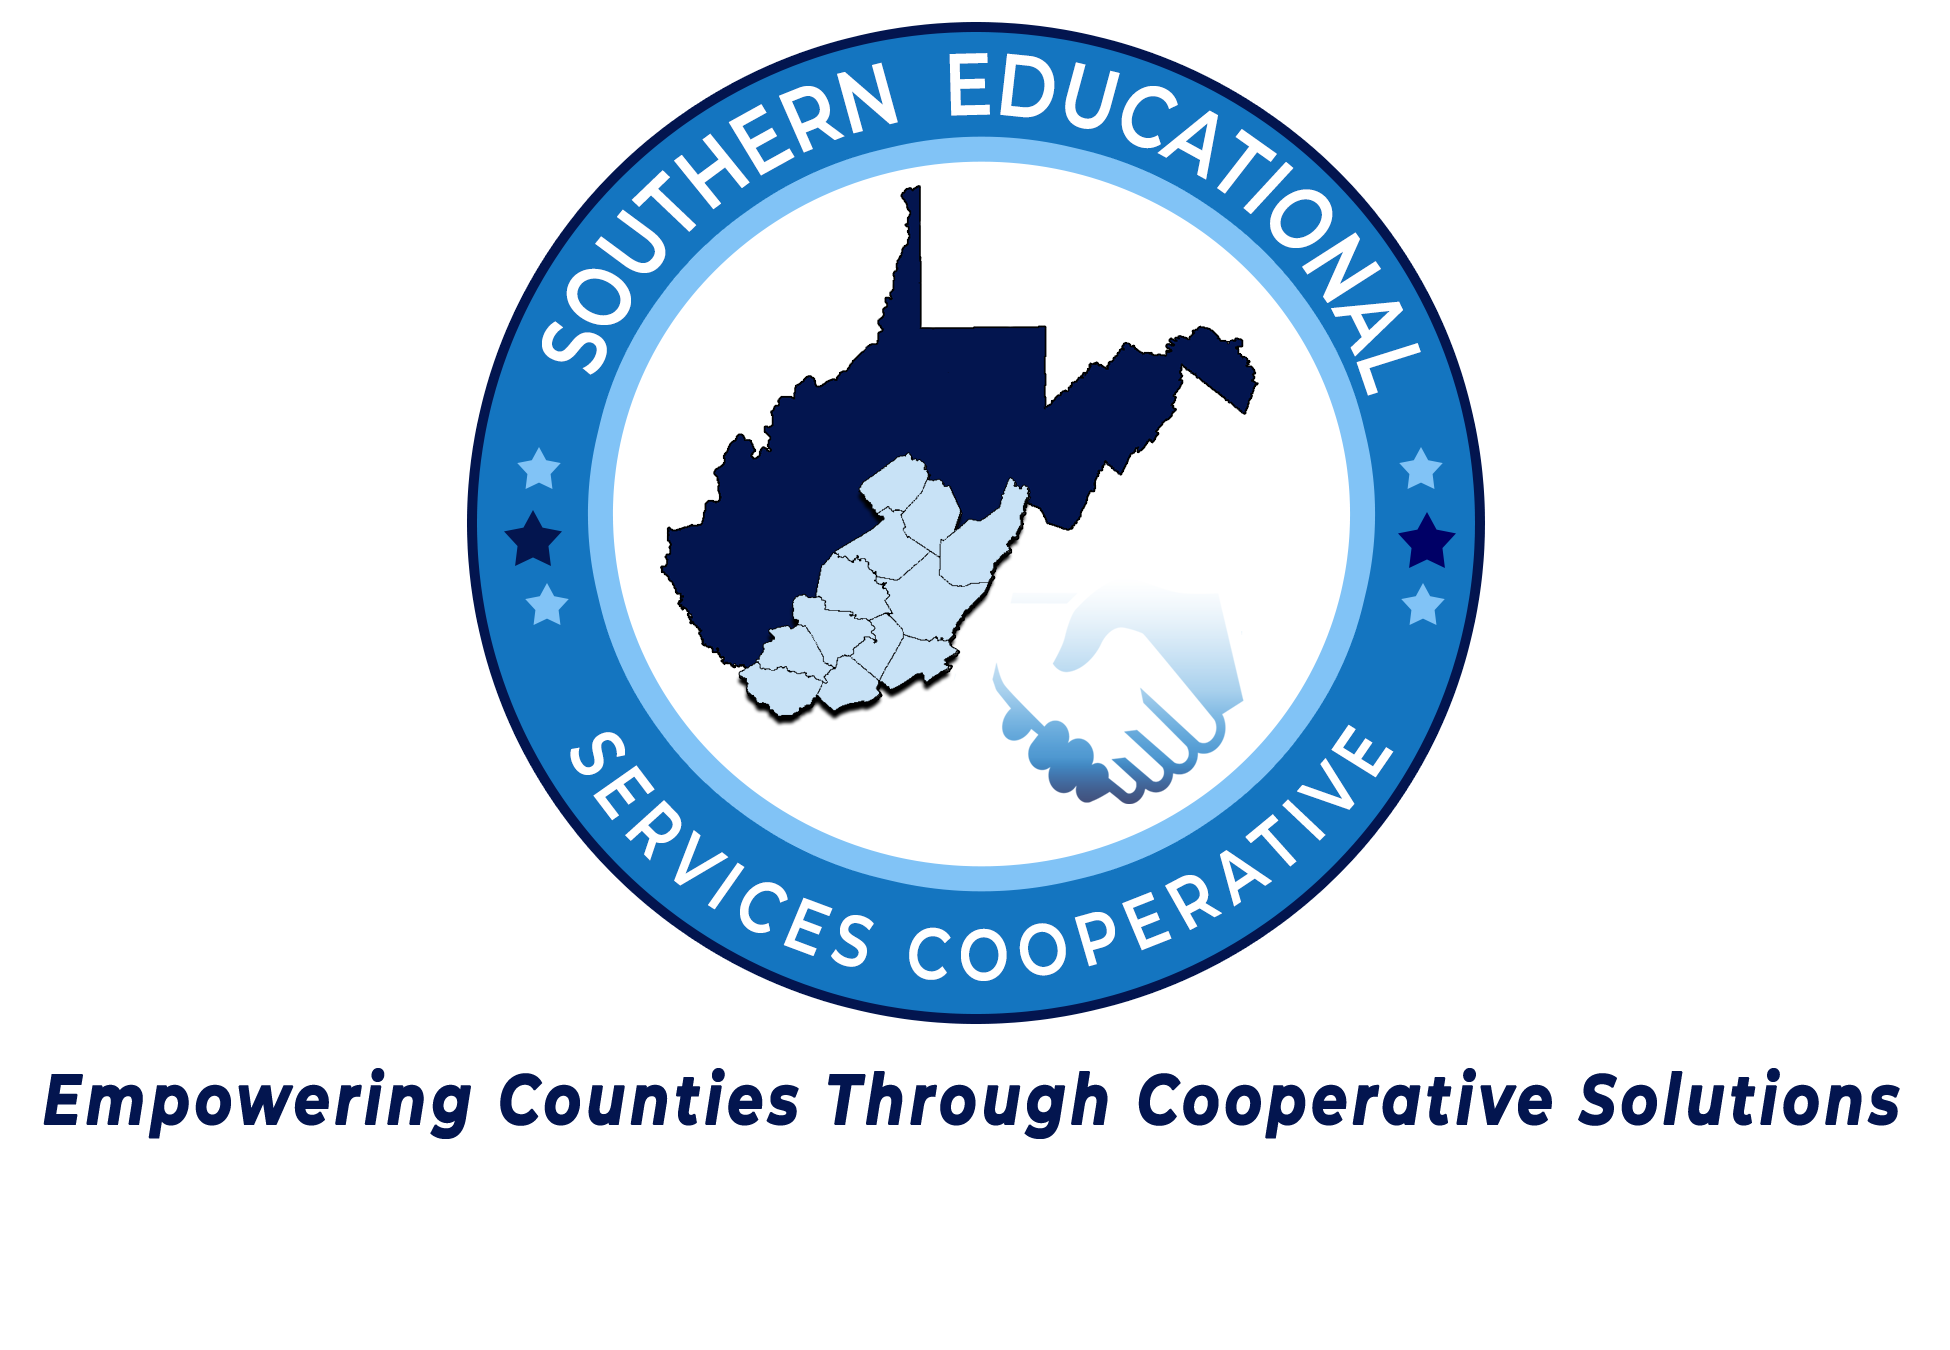 SOUTHERN EDUCATIONAL
SERVICES COOPERATIVE
Empowering Counties Through Cooperative Solutions